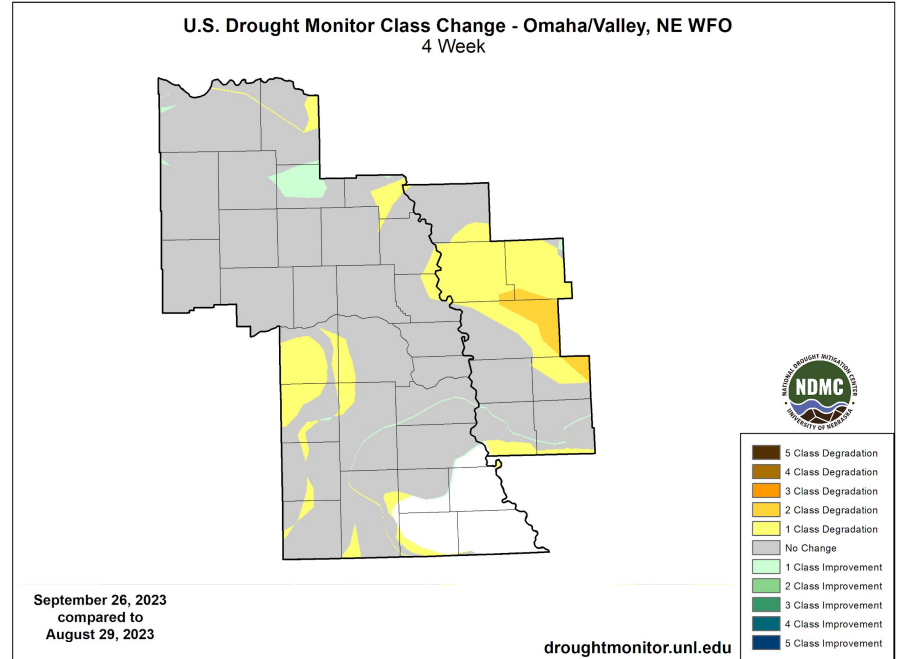 U.S. Drought Monitor Class Change - Omaha/Valley, NE WFO
4 Week
NATIONAL DROUGHT MITIGATION CENTER
NDMC
UNIVERSITY OF NEBRASKA
5 Class Degradation
4 Class Degradation
3 Class Degradation
2 Class Degradation
1 Class Degradation
No Change
1 Class Improvement
2 Class Improvement
3 Class Improvement
4 Class Improvement
5 Class Improvement
September 26, 2023
compared to
August 29, 2023
droughtmonitor.unl.edu